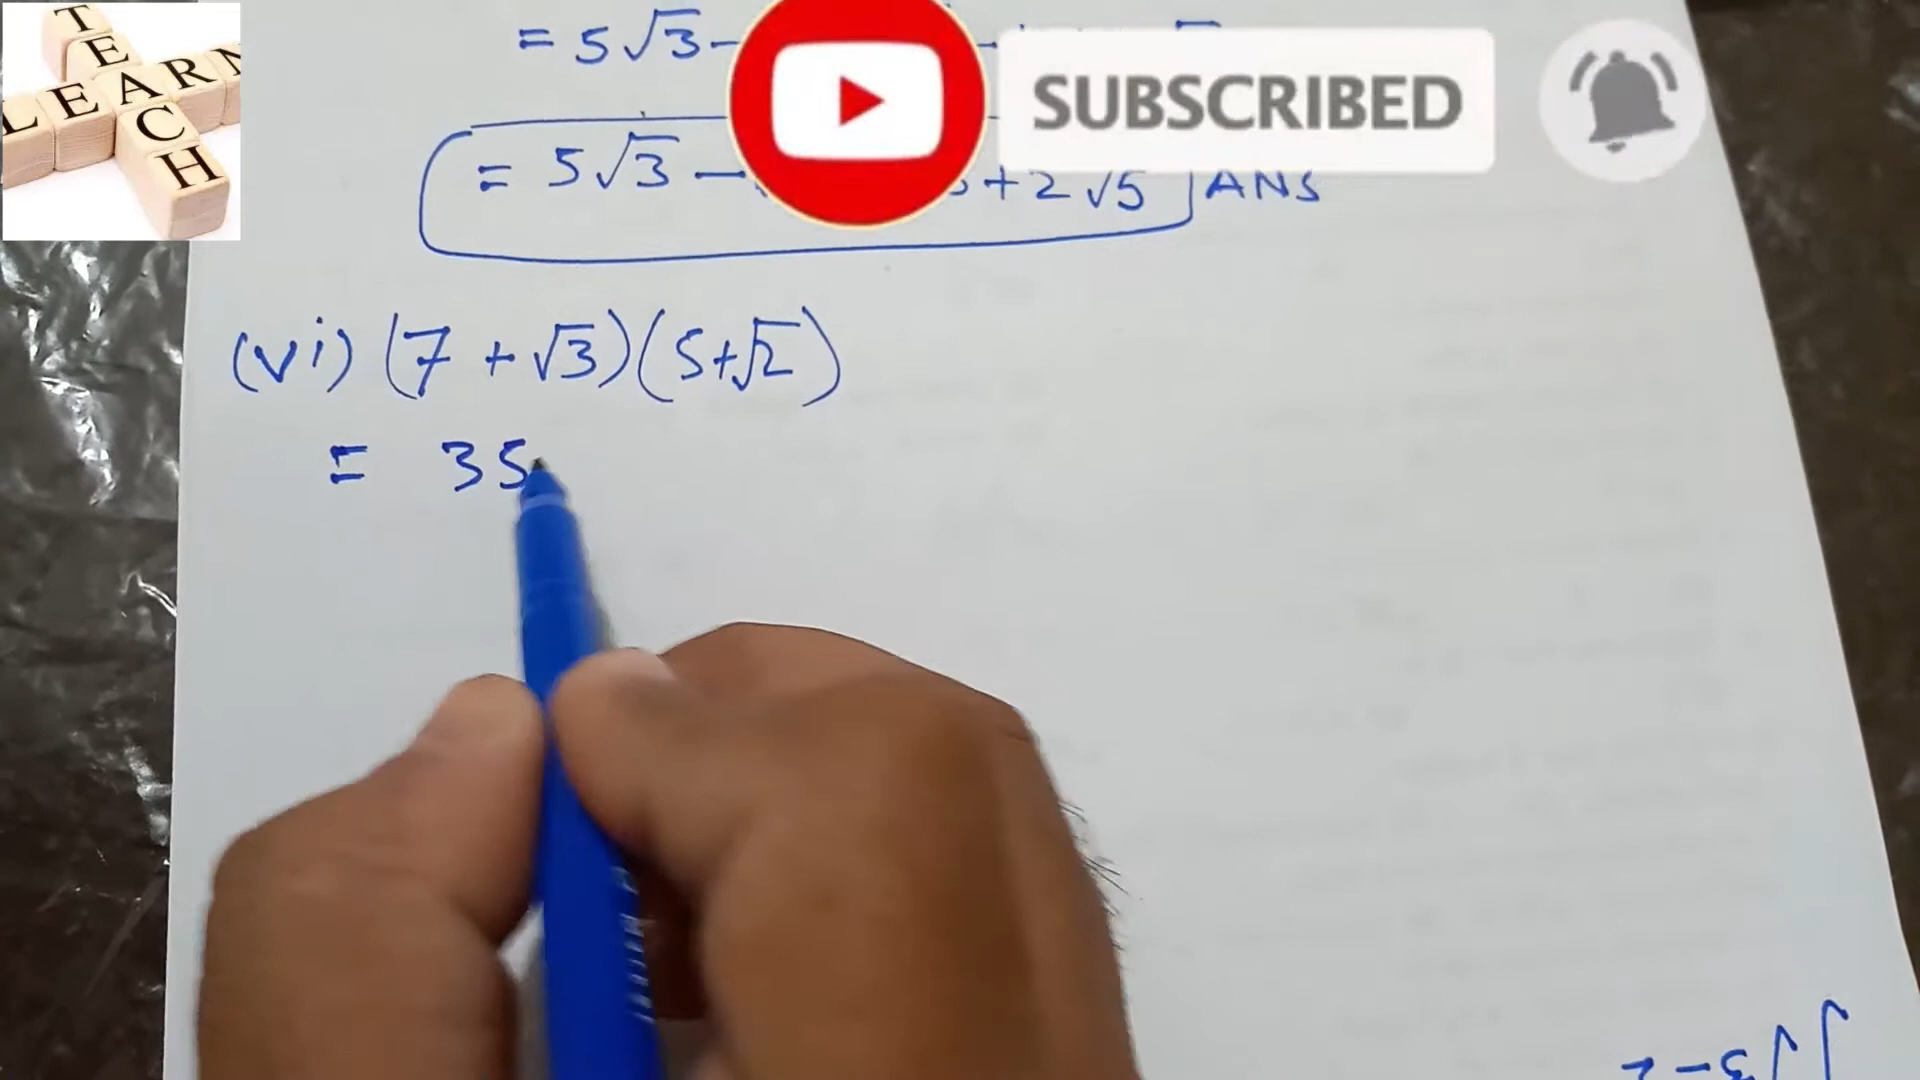 TEACH
LEARN
= 5√3 -
SUBSCRIBED
= 5√3 - +2√5 ANS
(vi) (7 + √3)(5+√2)
= 35